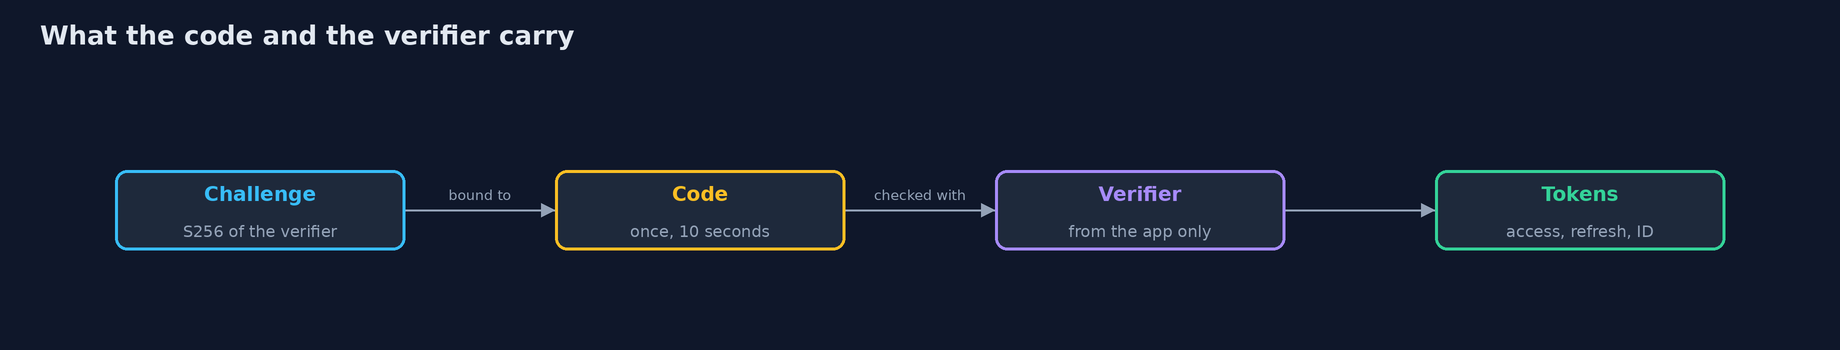 What the code and the verifier carry
Challenge
S256 of the verifier
bound to
Code
once, 10 seconds
checked with
Verifier
from the app only
Tokens
access, refresh, ID